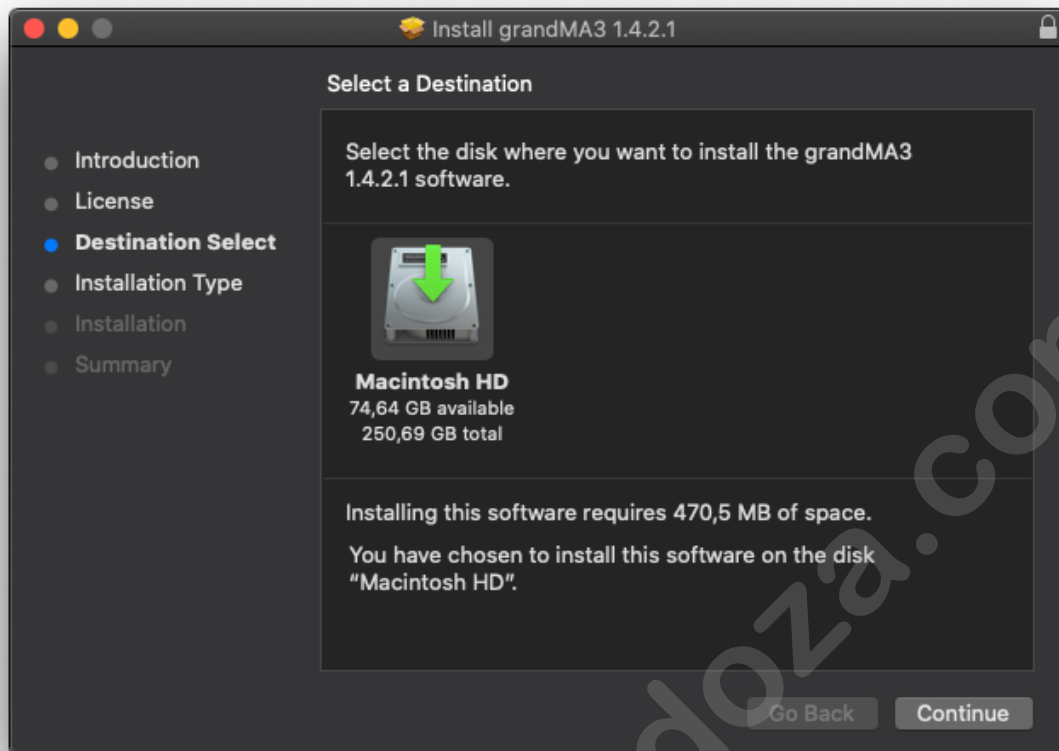 Install grandMA3 1.4.2.1
Select a Destination
Introduction
License
Destination Select
Installation Type
Installation
Summary
Select the disk where you want to install the grandMA3
1.4.2.1 software.
Macintosh HD
74,64 GB available
250,69 GB total
Installing this software requires 470,5 MB of space.
You have chosen to install this software on the disk
“Macintosh HD”.
Go Back
Continue